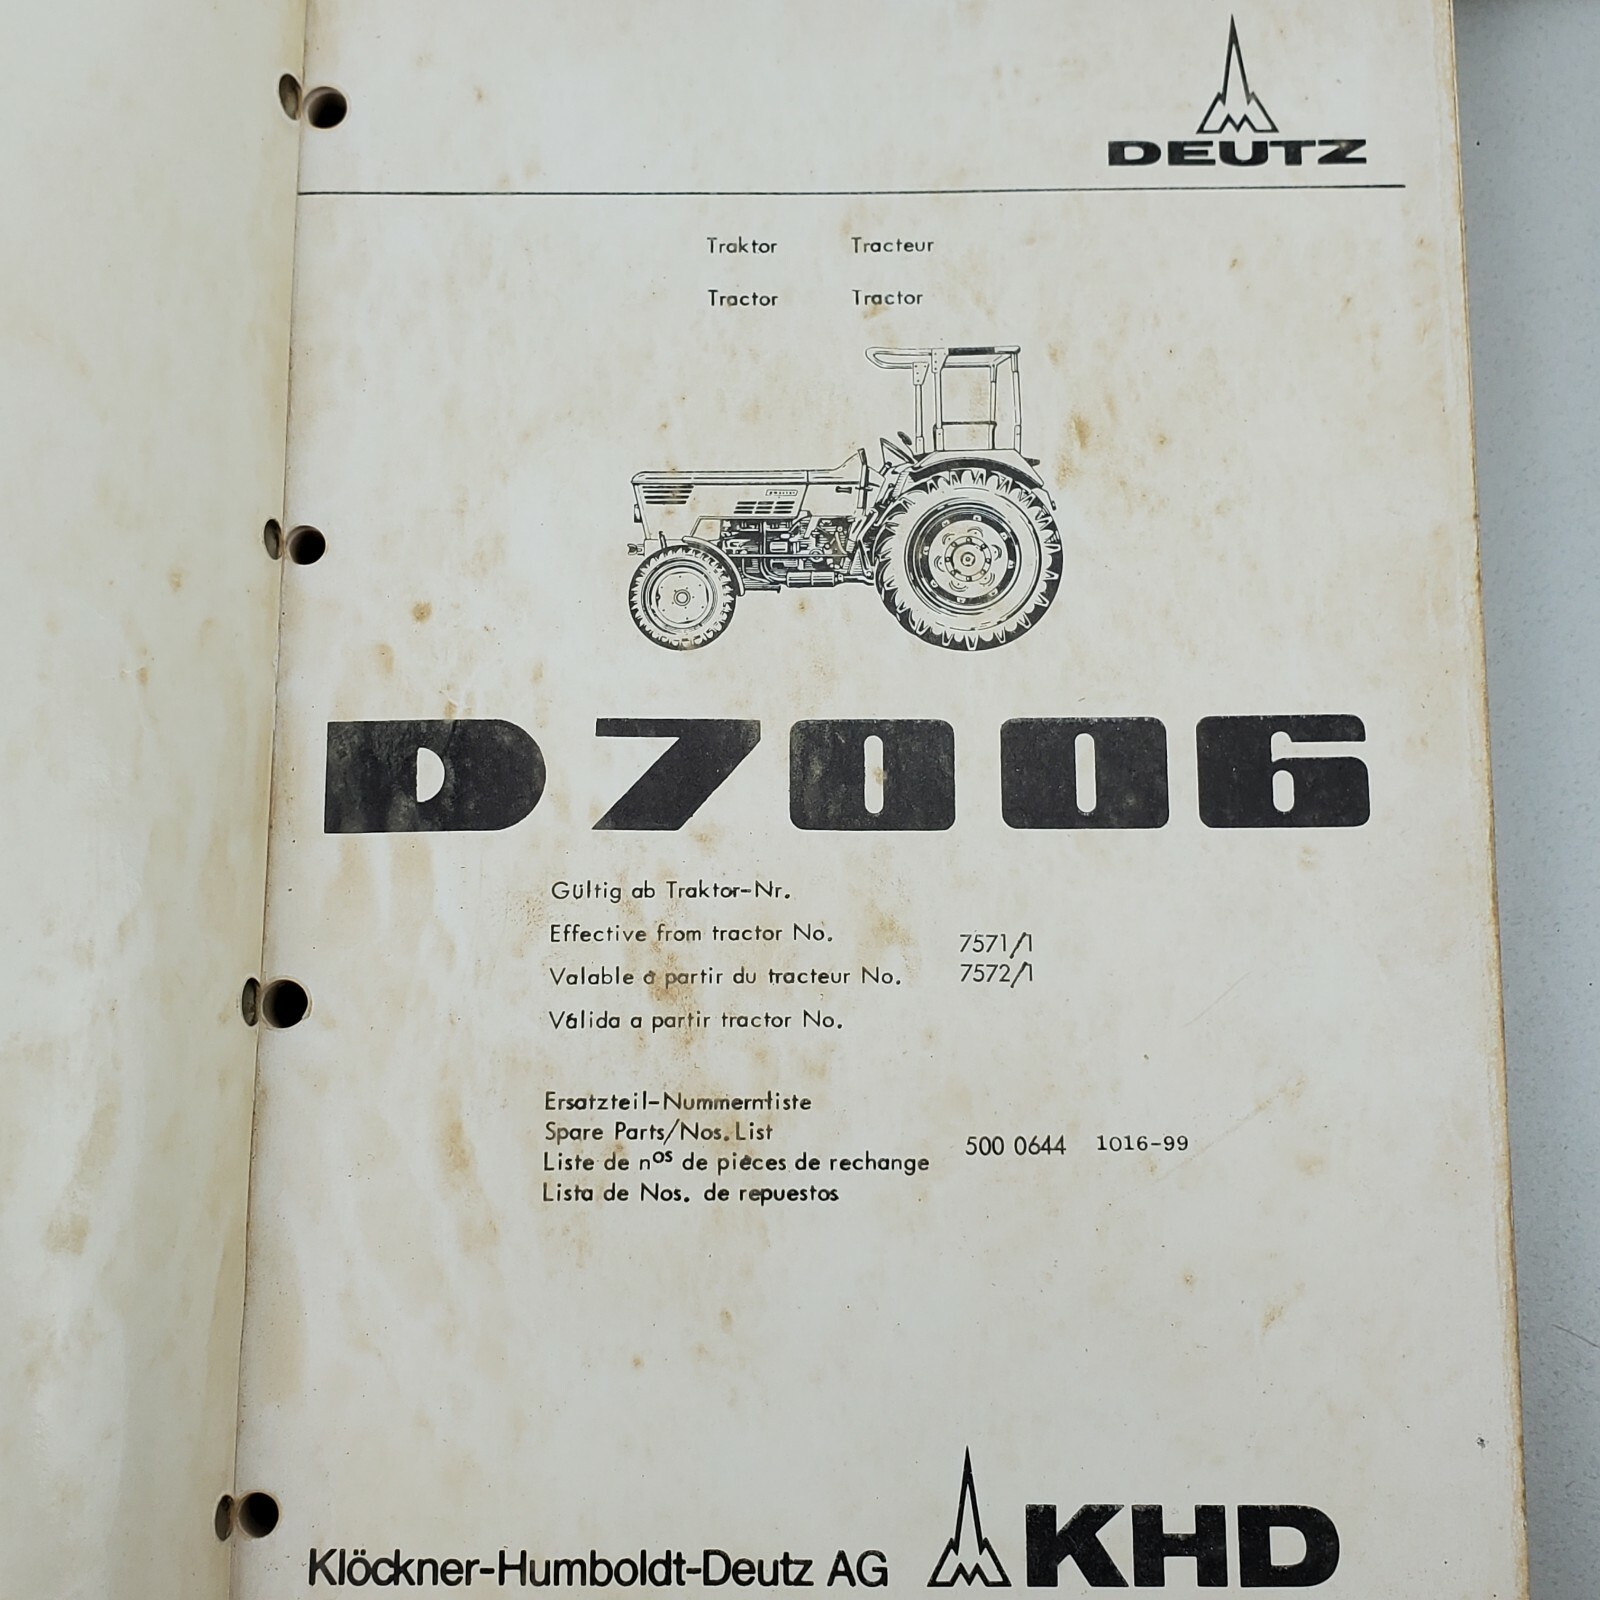 DEUTZ
Traktor Tracteur
Tractor Tractor
D7006
Gültig ab Traktor-Nr.
Effective from tractor No. 7571/1
Valable à partir du tracteur No. 7572/1
Válida a partir tractor No.
Ersatzteil-Nummernliste
Spare Parts/Nos. List
500 0644 1016-99
Liste de nos de pièces de rechange
Lista de Nos. de repuestos
Klöckner-Humboldt-Deutz AG KHD